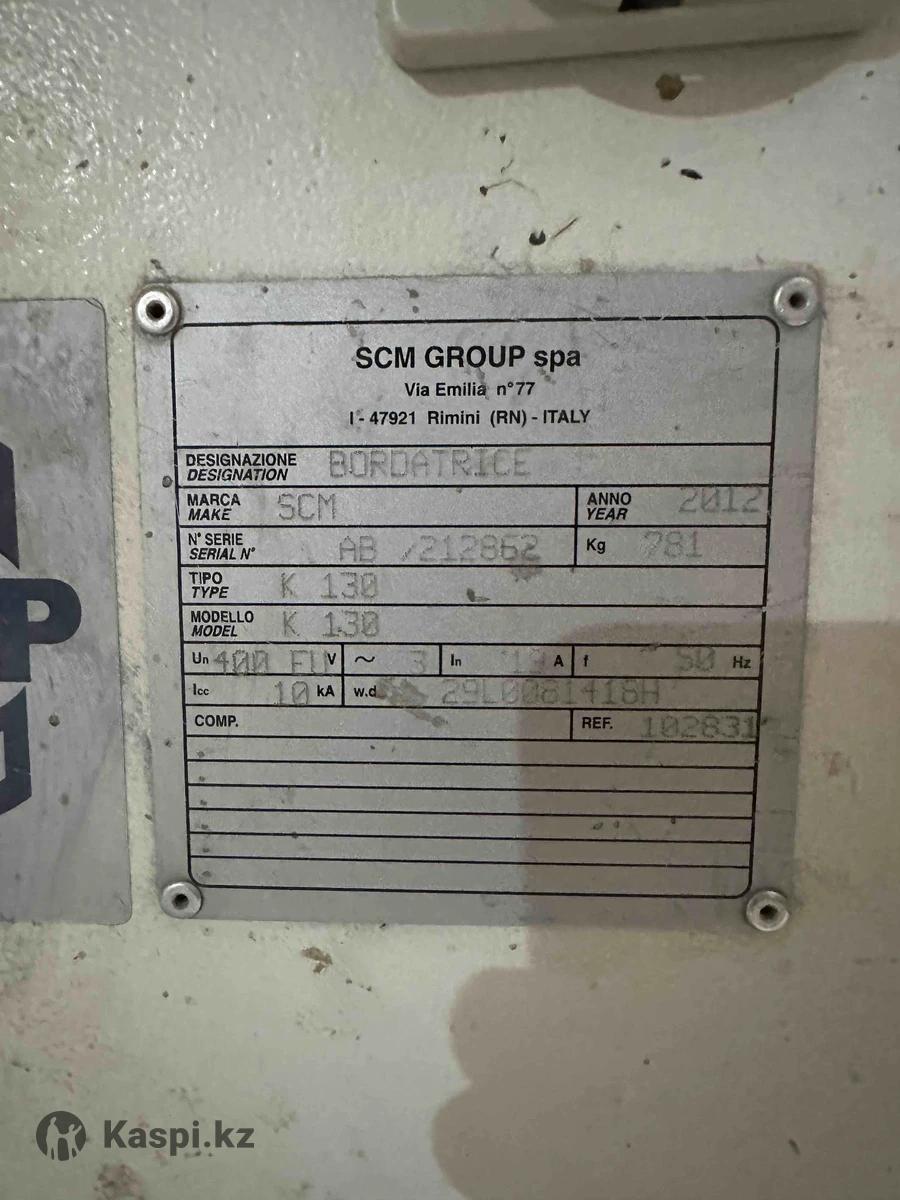 SCM GROUP spa
Via Emilia n°77
I - 47921 Rimini (RN) - ITALY
DESIGNAZIONE BORDATRICE
DESIGNATION
MARCA SCM ANNO 2012
MAKE YEAR
N° SERIE AB /212862 Kg 781
SERIAL N°
TIPO K 130
TYPE
MODELLO K 130
MODEL
Un 400 V ~ 3 In A f 50 Hz
Icc 10 kA w.d. 29L0081418H
COMP. REF.
P
Kaspi.kz